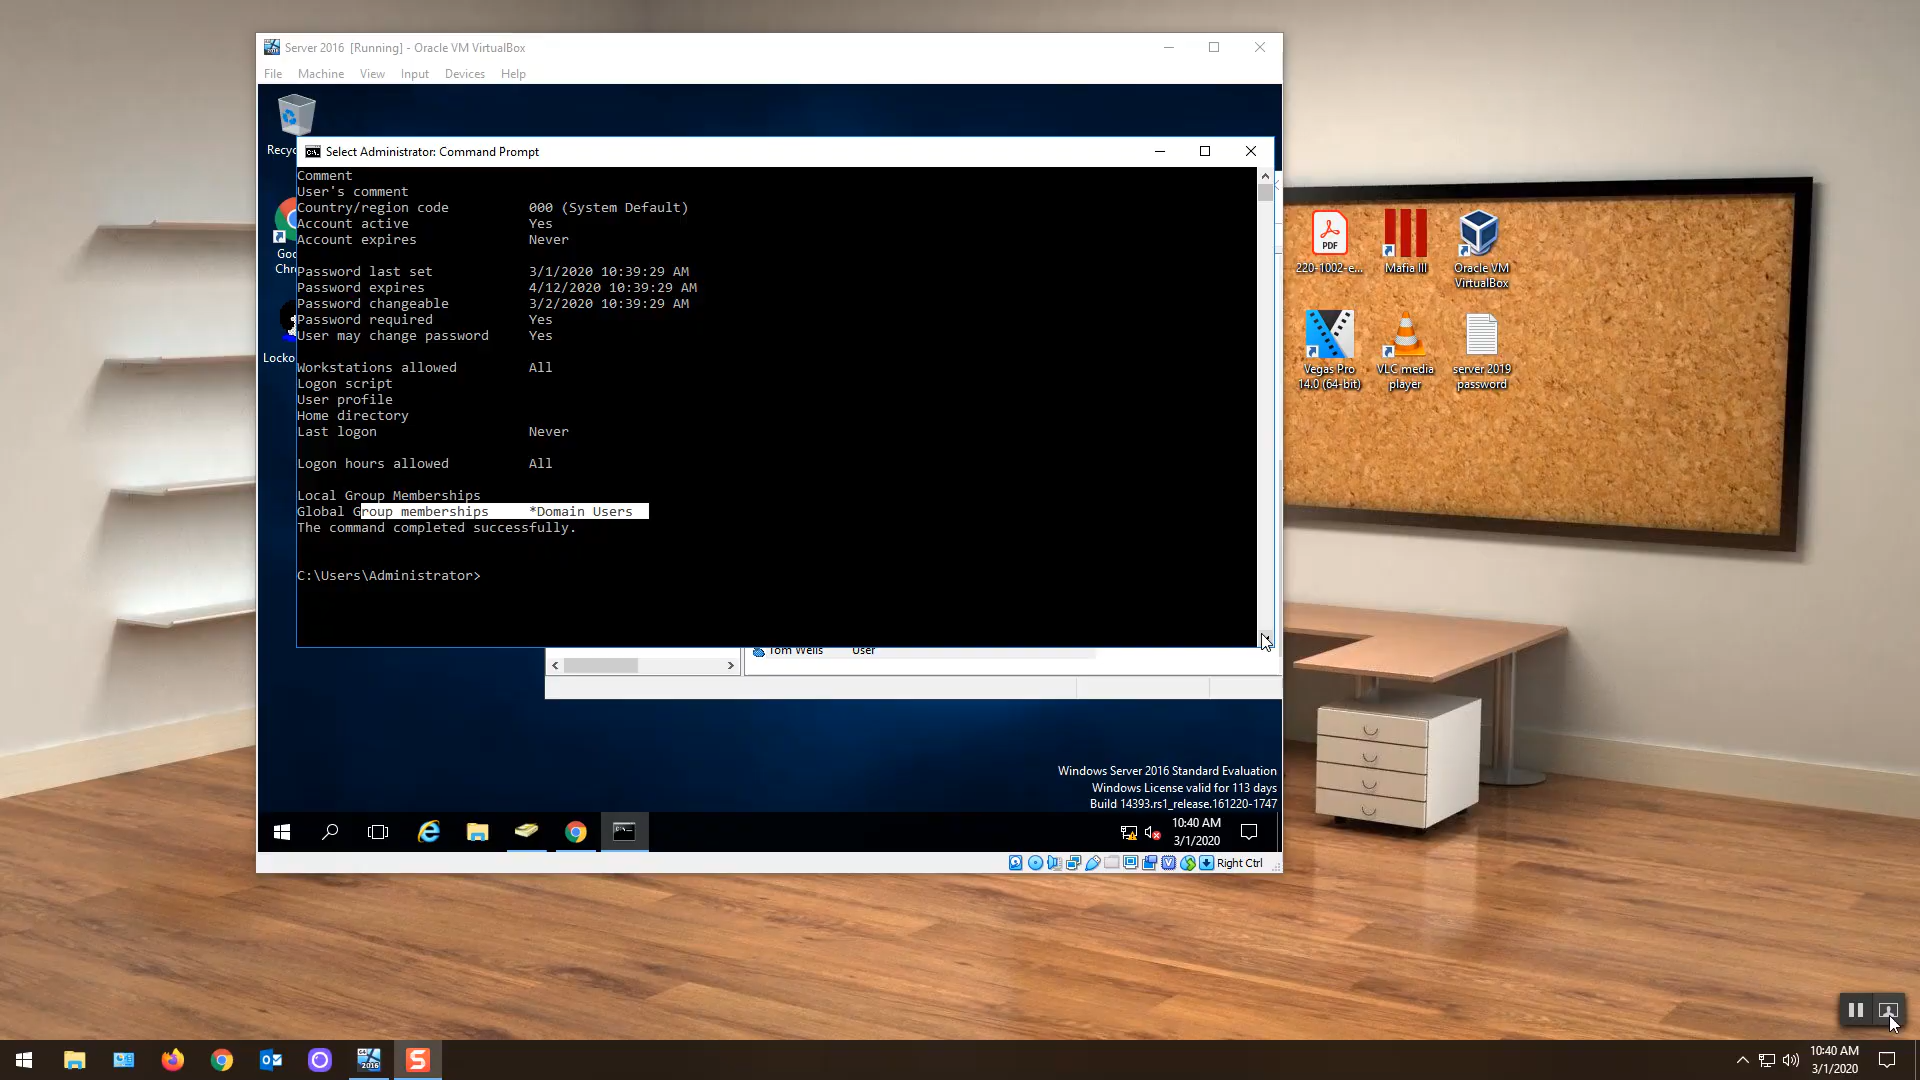 Server 2016 [Running] - Oracle VM VirtualBox
File Machine View Input Devices Help
Recyc
Select Administrator: Command Prompt
Comment
User's comment
Country/region code 000 (System Default)
Account active Yes
Account expires Never
Password last set 3/1/2020 10:39:29 AM
Password expires 4/12/2020 10:39:29 AM
Password changeable 3/2/2020 10:39:29 AM
Password required Yes
User may change password Yes
Workstations allowed All
Logon script
User profile
Home directory
Last logon Never
Logon hours allowed All
Local Group Memberships
Global Group memberships *Domain Users
The command completed successfully.
C:\Users\Administrator>
Goo
Chr
Locko
Tom Wells User
Windows Server 2016 Standard Evaluation
Windows License valid for 113 days
Build 14393.rs1_release.161220-1747
10:40 AM
3/1/2020
Right Ctrl
PDF
220-1002-e...
Mafia III
Oracle VM
VirtualBox
Vegas Pro
14.0 (64-bit)
VLC media
player
server 2019
password
2016
10:40 AM
3/1/2020